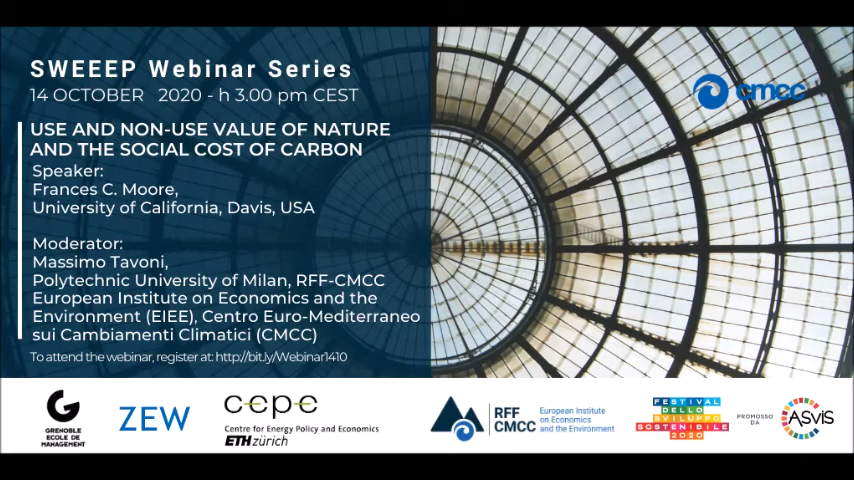 SWEEEP Webinar Series
14 OCTOBER 2020 - h 3.00 pm CEST
USE AND NON-USE VALUE OF NATURE
AND THE SOCIAL COST OF CARBON
Speaker:
Frances C. Moore,
University of California, Davis, USA
Moderator:
Massimo Tavoni,
Polytechnic University of Milan, RFF-CMCC
European Institute on Economics and the
Environment (EIEE), Centro Euro-Mediterraneo
sui Cambiamenti Climatici (CMCC)
To attend the webinar, register at: http://bit.ly/Webinar1410
cmcc
GRENOBLE
ECOLE DE
MANAGEMENT
ZEW
cepe
Centre for Energy Policy and Economics
ETH zürich
RFF
CMCC
European Institute
on Economics
and the Environment
FESTIVAL
DELLO
SVILUPPO
SOSTENIBILE
2020
PROMOSSO
DA
ASviS